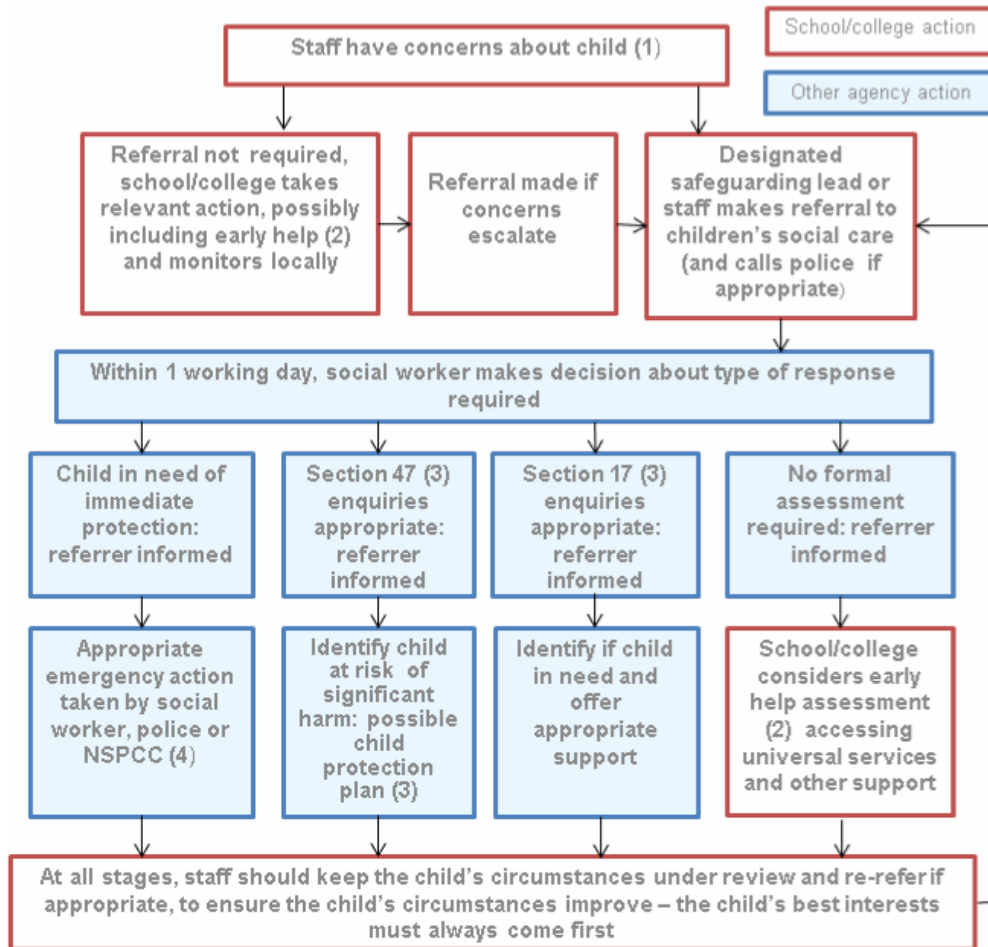 Staff have concerns about child (1)
School/college action
Other agency action
Referral not required,
school/college takes
relevant action, possibly
including early help (2)
and monitors locally
Referral made if
concerns
escalate
Designated
safeguarding lead or
staff makes referral to
children's social care
(and calls police if
appropriate)
Within 1 working day, social worker makes decision about type of response
required
Child in need of
immediate
protection:
referrer informed
Section 47 (3)
enquiries
appropriate:
referrer
informed
Section 17 (3)
enquiries
appropriate:
referrer
informed
No formal
assessment
required: referrer
informed
Appropriate
emergency action
taken by social
worker, police or
NSPCC (4)
Identify child
at risk of
significant
harm: possible
child
protection
plan (3)
Identify if child
in need and
offer
appropriate
support
School/college
considers early
help assessment
(2) accessing
universal services
and other support
At all stages, staff should keep the child's circumstances under review and re-refer if
appropriate, to ensure the child's circumstances improve – the child's best interests
must always come first